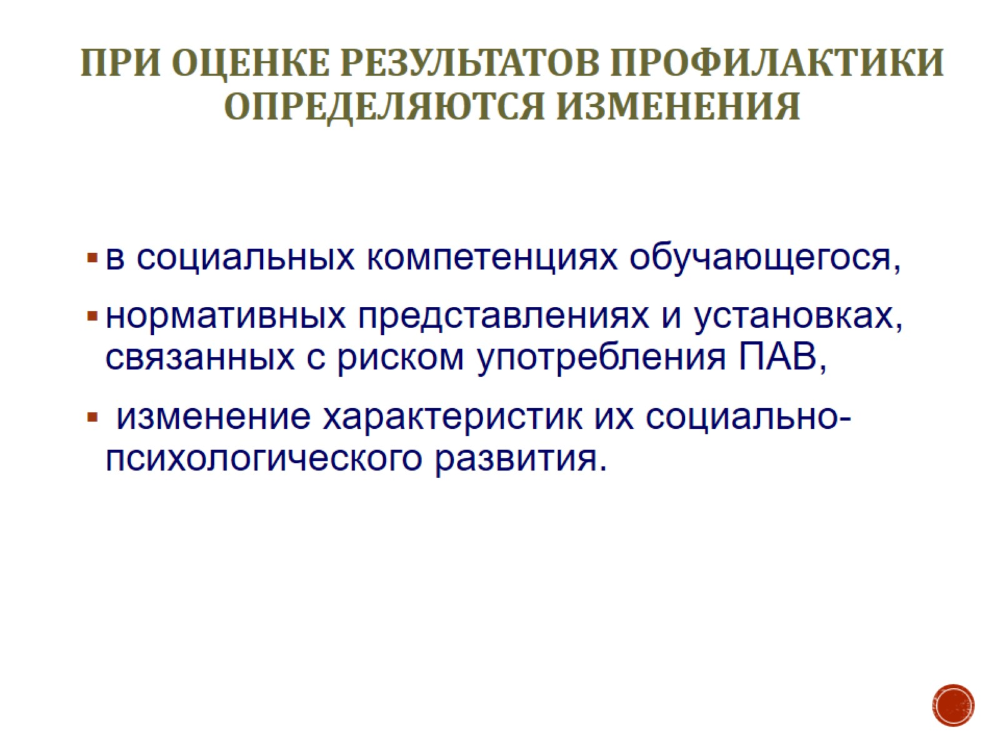 ПРИ ОЦЕНКЕ РЕЗУЛЬТАТОВ ПРОФИЛАКТИКИ
ОПРЕДЕЛЯЮТСЯ ИЗМЕНЕНИЯ
▪в социальных компетенциях обучающегося,
▪нормативных представлениях и установках,
связанных с риском употребления ПАВ,
▪ изменение характеристик их социально-
психологического развития.